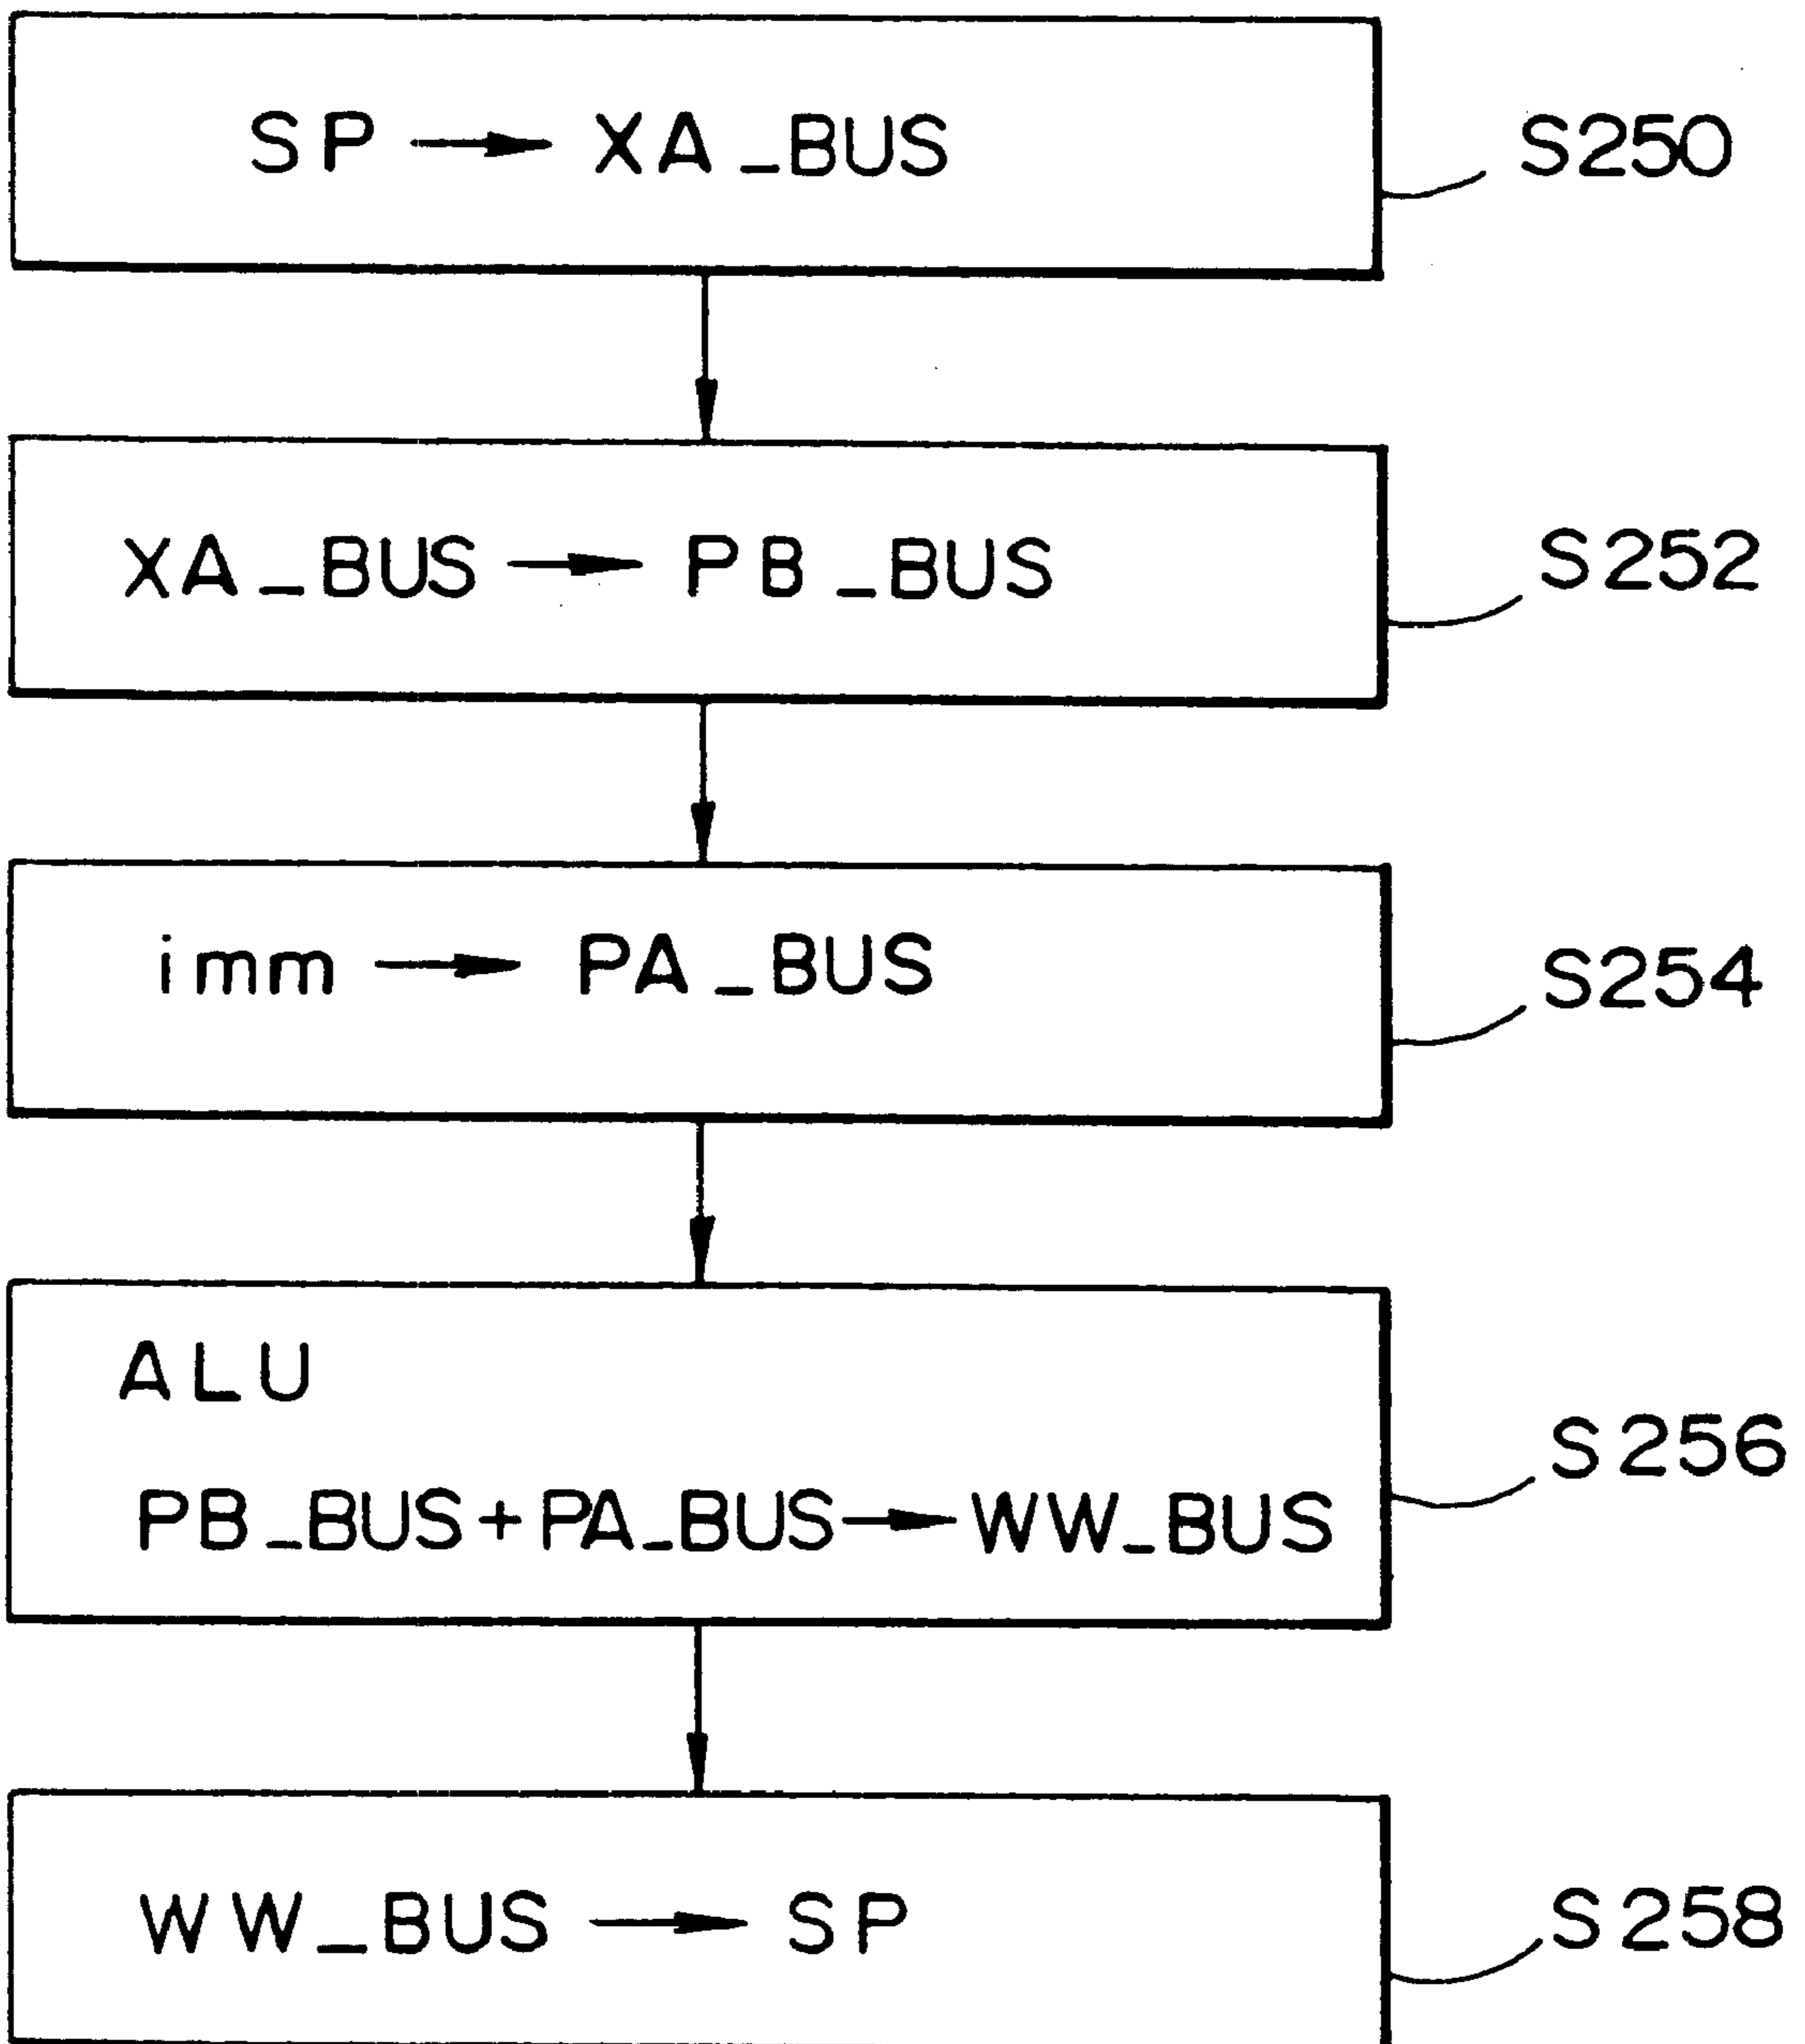 SP → XA_BUS S250
XA_BUS → PB_BUS S252
imm → PA_BUS S254
ALU
PB_BUS+PA_BUS → WW_BUS S256
WW_BUS → SP S258